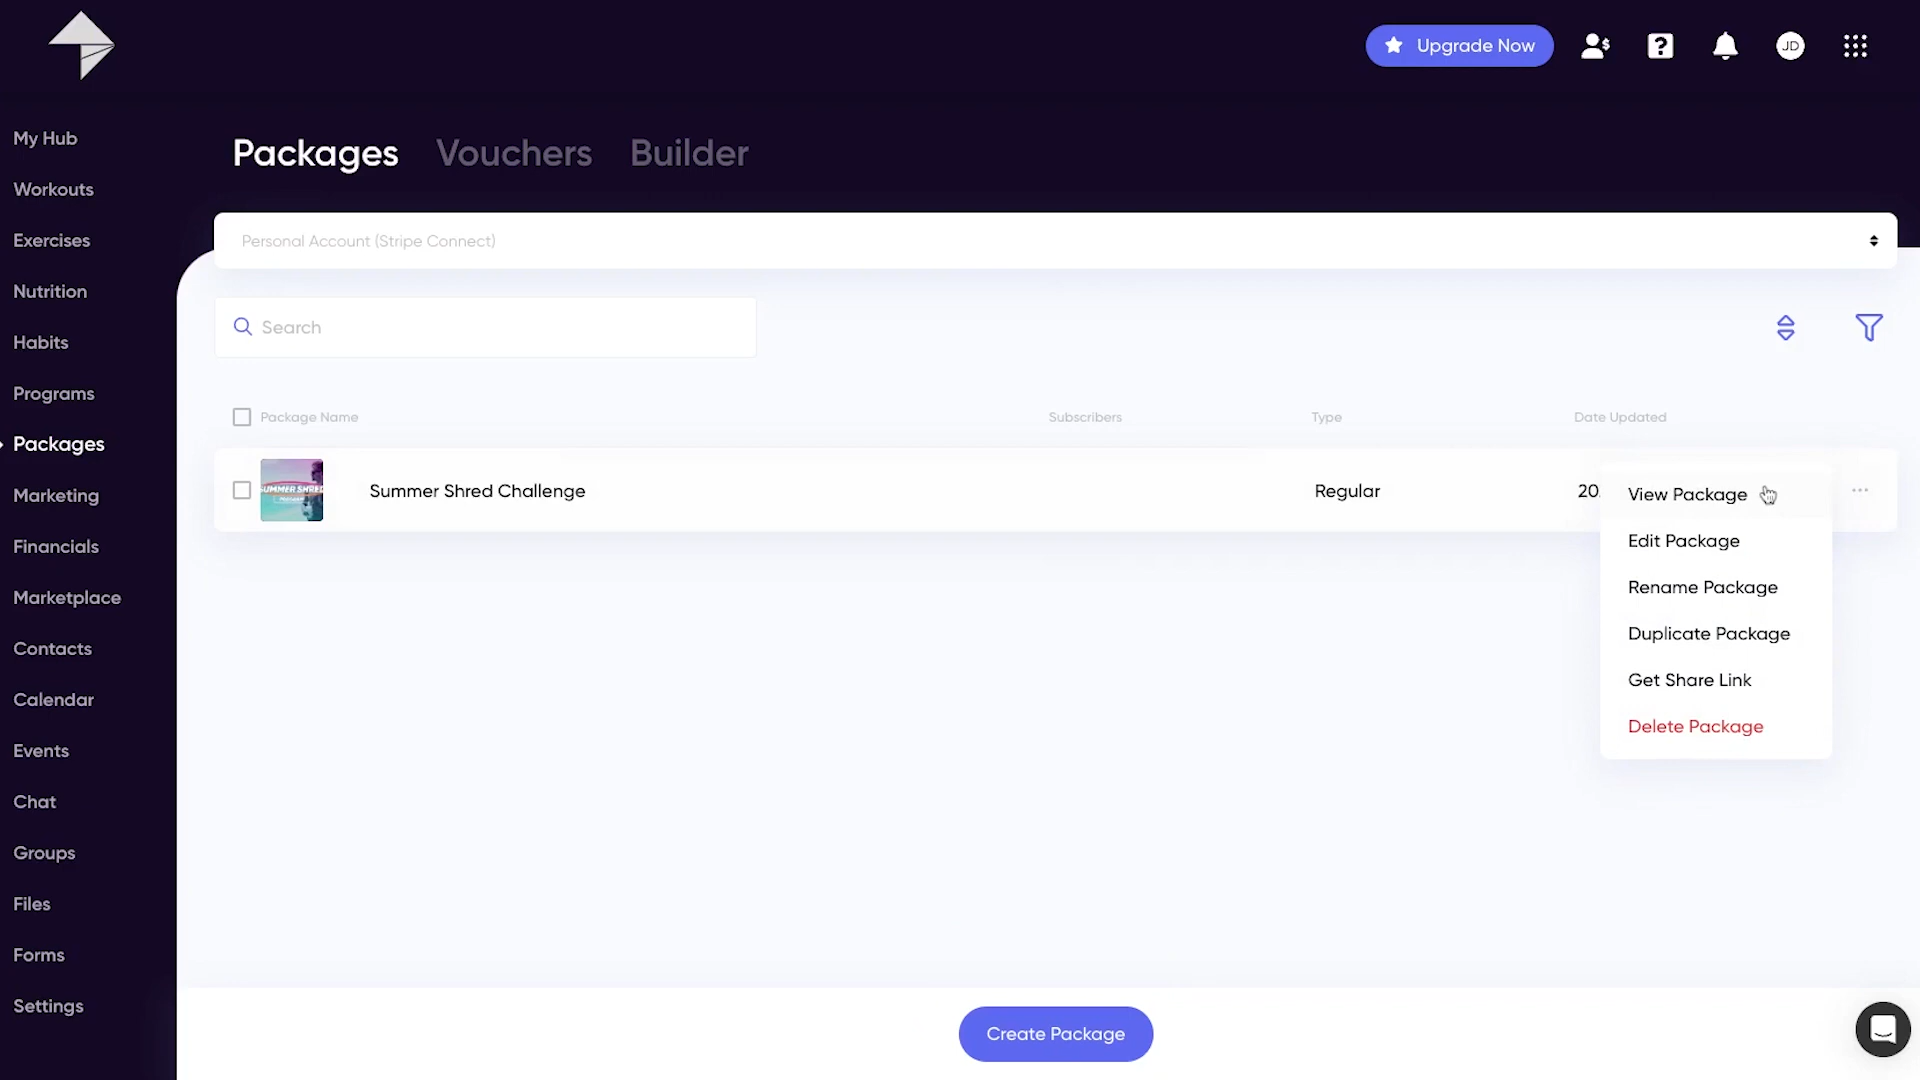 Upgrade Now
JD
My Hub
Workouts
Exercises
Nutrition
Habits
Programs
Packages
Marketing
Financials
Marketplace
Contacts
Calendar
Events
Chat
Groups
Files
Forms
Settings
Packages Vouchers Builder
Personal Account (Stripe Connect)
Search
Package Name Subscribers Type Date Updated
SUMMER SHRED
Summer Shred Challenge Regular 20
View Package
Edit Package
Rename Package
Duplicate Package
Get Share Link
Delete Package
Create Package